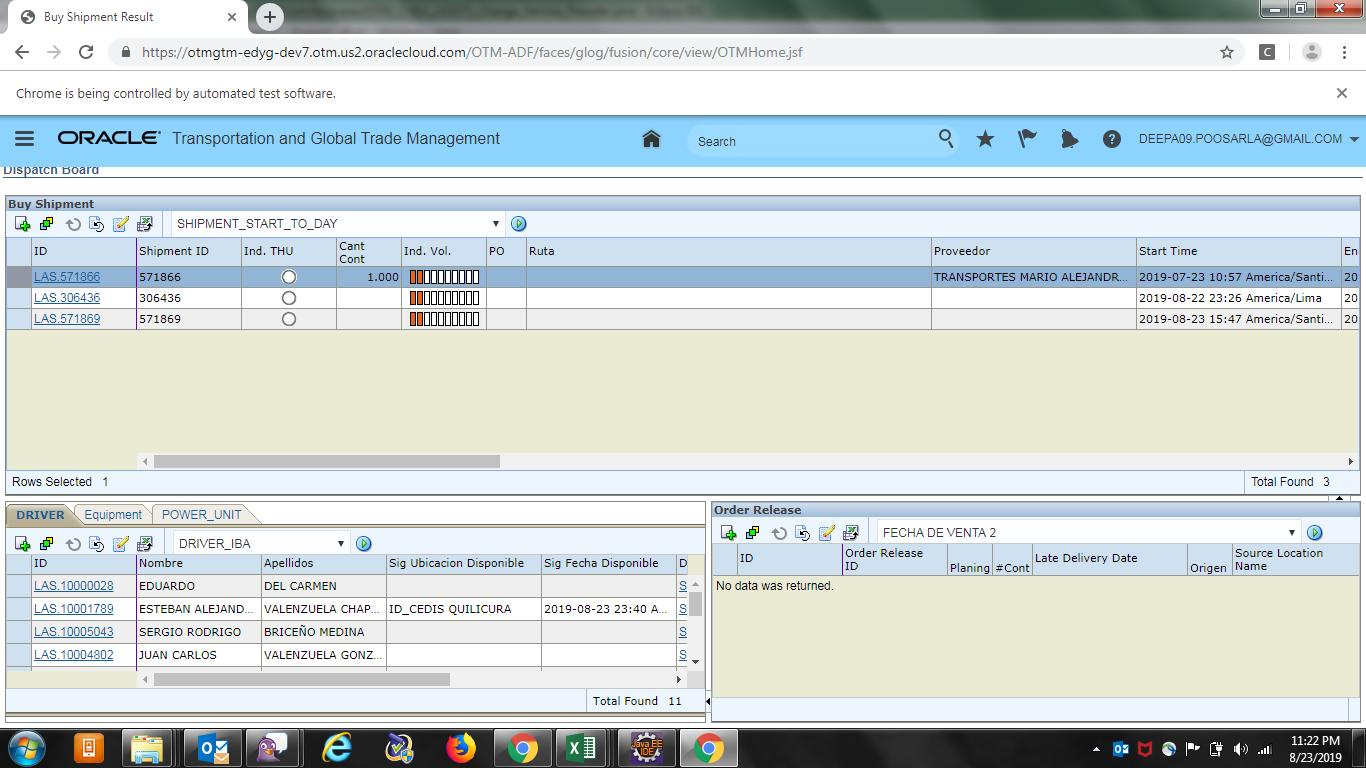 Buy Shipment Result
https://otmgtm-edyg-dev7.otm.us2.oraclecloud.com/OTM-ADF/faces/glog/fusion/core/view/OTMHome.jsf
Chrome is being controlled by automated test software.
ORACLE Transportation and Global Trade Management Search DEEPA09.POOSARLA@GMAIL.COM
Dispatch Board
Buy Shipment
SHIPMENT_START_TO_DAY
ID Shipment ID Ind. THU Cant Cont Ind. Vol. PO Ruta Proveedor Start Time En
LAS.571866 571866 1.000 TRANSPORTES MARIO ALEJANDR... 2019-07-23 10:57 America/Santi... 20
LAS.306436 306436 2019-08-22 23:26 America/Lima 20
LAS.571869 571869 2019-08-23 15:47 America/Santi... 20
Rows Selected 1 Total Found 3
DRIVER Equipment POWER_UNIT
DRIVER_IBA
ID Nombre Apellidos Sig Ubicacion Disponible Sig Fecha Disponible D
LAS.10000028 EDUARDO DEL CARMEN S
LAS.10001789 ESTEBAN ALEJAND... VALENZUELA CHAP... ID_CEDIS QUILICURA 2019-08-23 23:40 A... S
LAS.10005043 SERGIO RODRIGO BRICEÑO MEDINA S
LAS.10004802 JUAN CARLOS VALENZUELA GONZ... S
Total Found 11
Order Release
FECHA DE VENTA 2
ID Order Release ID Planing #Cont Late Delivery Date Origen Source Location Name
No data was returned.
Java EE
IDE
11:22 PM
8/23/2019